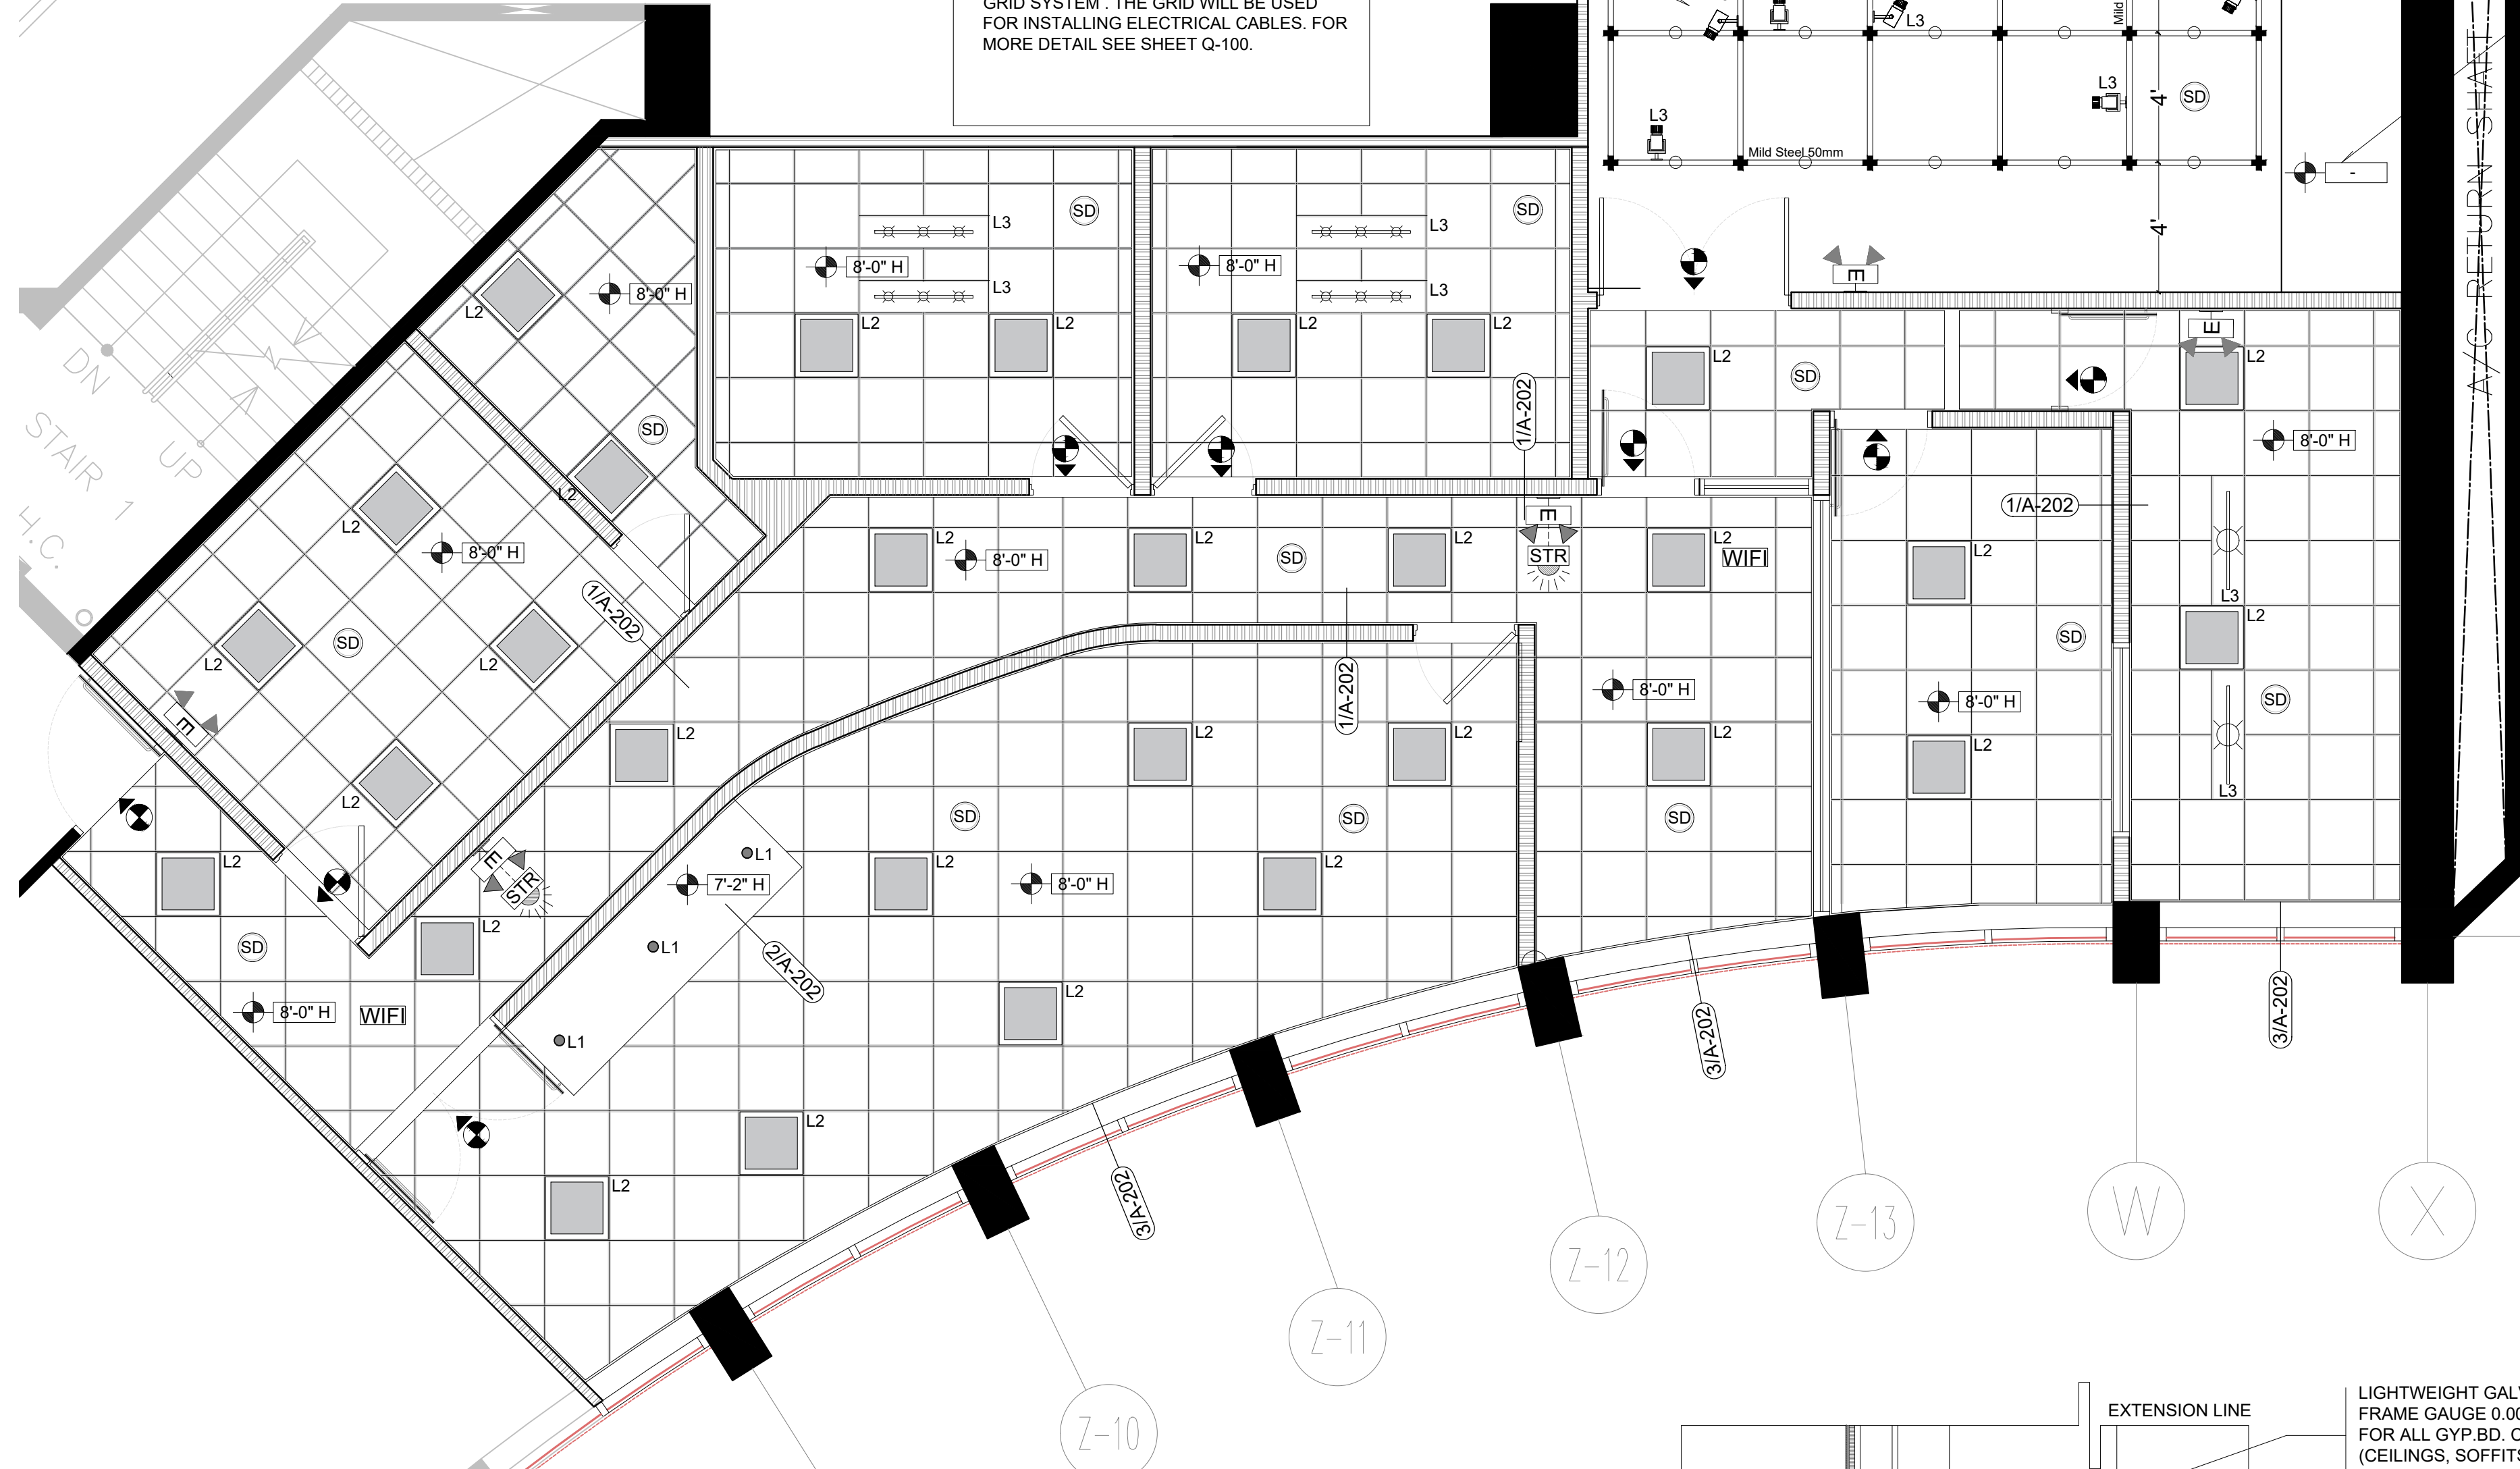 GRID SYSTEM . THE GRID WILL BE USED
FOR INSTALLING ELECTRICAL CABLES. FOR
MORE DETAIL SEE SHEET Q-100.
L3
Mild
L3
L3
SD
4'
Mild Steel 50mm
-
4'
A/C RETURN SHAFT
SD
L3
8'-0" H
L3
SD
L3
8'-0" H
L3
8'-0" H
L2
L2
L2
L2
L2
E
E
L2
SD
L2
DN
STAIR 1
UP
H.C.
SD
L2
1/A-202
8'-0" H
L2
8'-0" H
1/A-202
L2
8'-0" H
L2
SD
L2
E
STR
L2
WIFI
L2
L3
1/A-202
SD
L2
L2
SD
L2
8'-0" H
SD
L2
E
L2
1/A-202
8'-0" H
SD
L2
L2
L2
L2
L2
L3
SD
SD
SD
L2
E
STR
L1
7'-2" H
L2
8'-0" H
L2
SD
L2
L1
2/A-202
8'-0" H
WIFI
L1
L2
3/A-202
3/A-202
L2
L2
3/A-202
Z-10
Z-11
Z-12
Z-13
W
X
EXTENSION LINE
LIGHTWEIGHT
FRAME GAUGE
FOR ALL GYP.BD.
(CEILINGS,